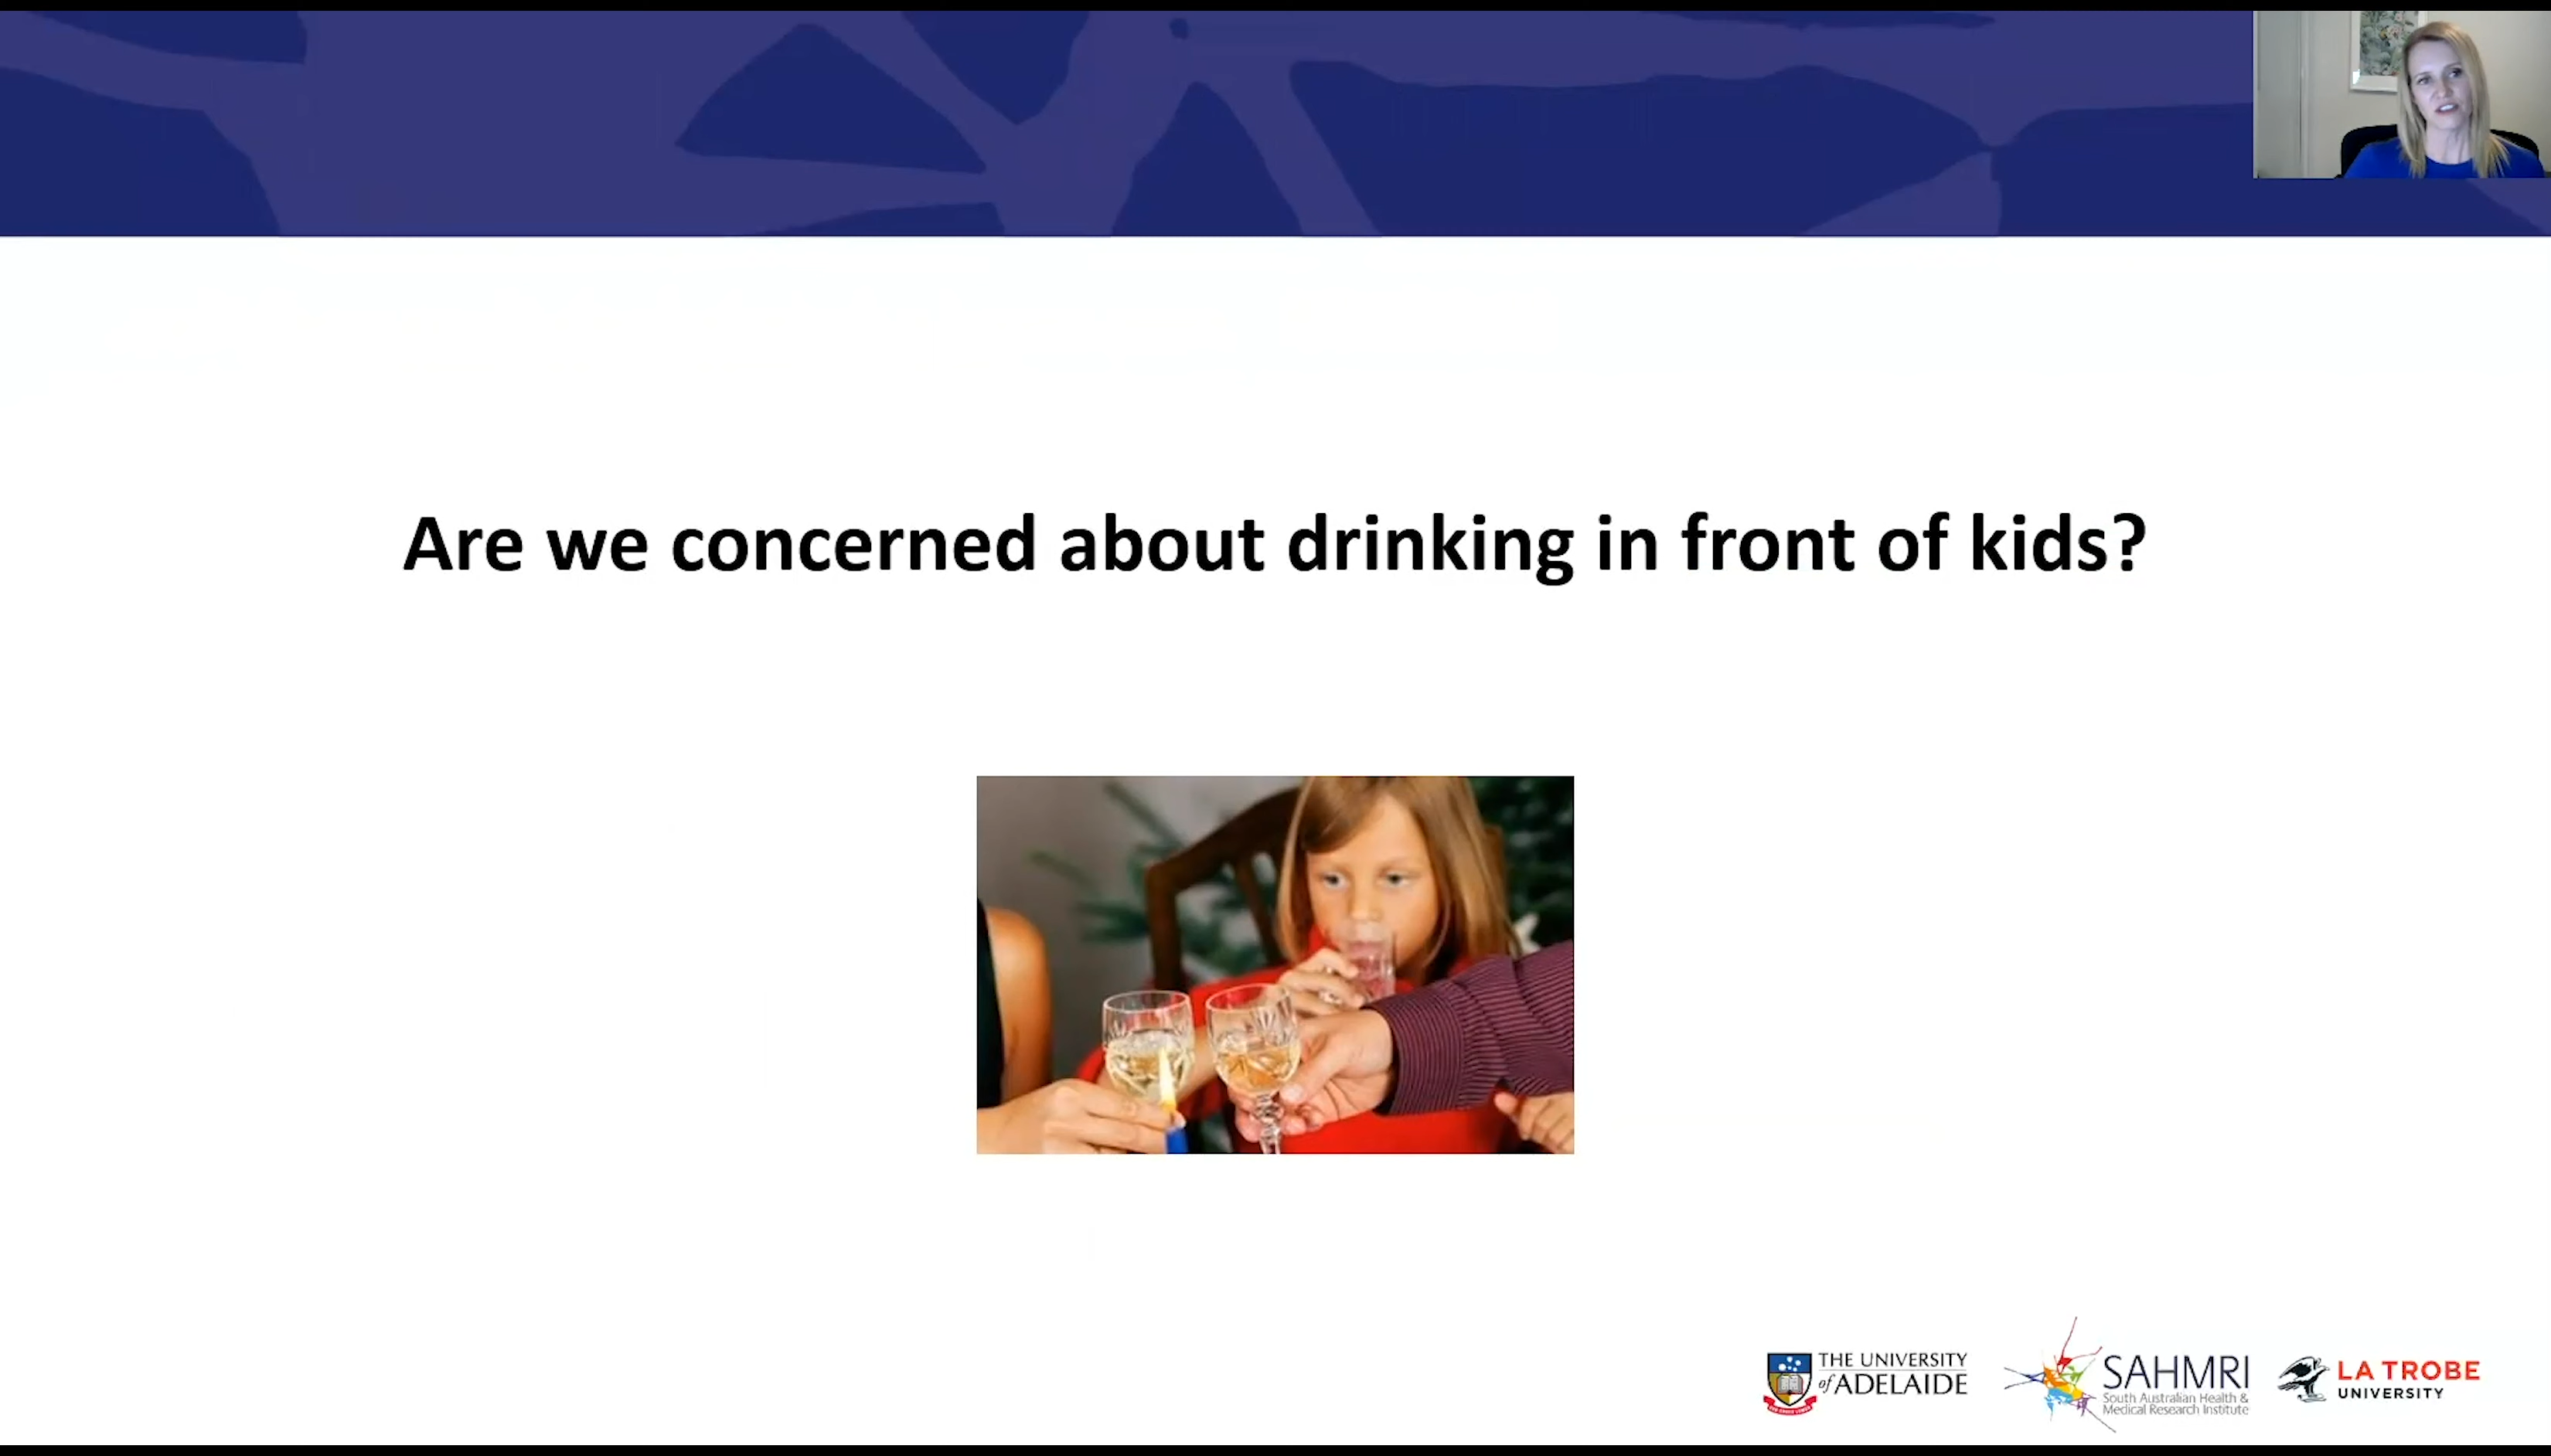 Are we concerned about drinking in front of kids?
THE UNIVERSITY
of ADELAIDE
SAHMRI
South Australian Health &
Medical Research Institute
LA TROBE
UNIVERSITY